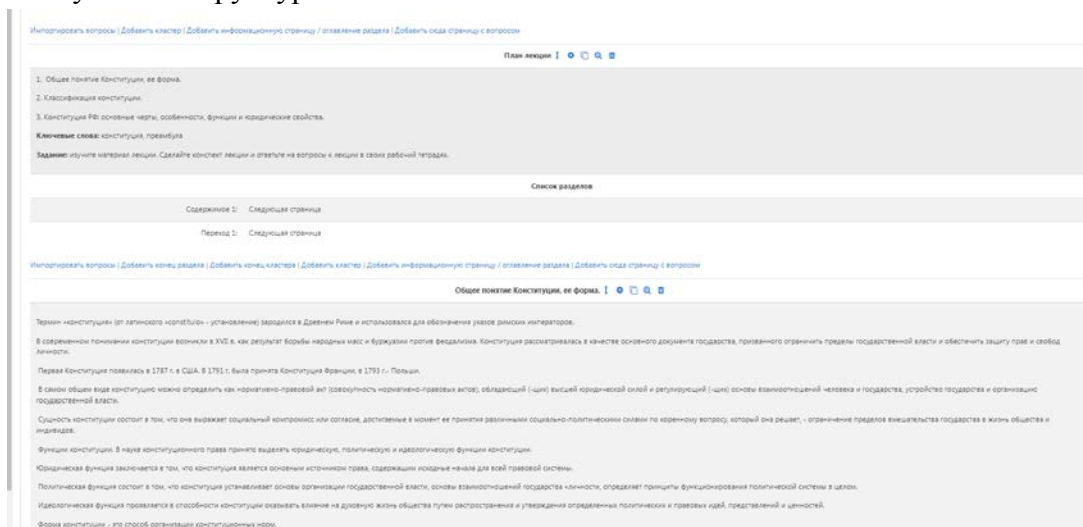 Импортировать вопросы | Добавить кластер | Добавить информационную страницу / оглавление раздела | Добавить сюда страницу с вопросом
План лекции
1. Общее понятие Конституции, ее форма.
2. Классификация конституции.
3. Конституция РФ: основные черты, особенности, функции и юридические свойства.
Ключевые слова: конституция, преамбула
Задание: изучите материал лекции. Сделайте конспект лекции и ответьте на вопросы к лекции в своих рабочий тетрадях.
Список разделов
Содержимое 1: Следующая страница
Переход 1: Следующая страница
Импортировать вопросы | Добавить конец раздела | Добавить конец кластера | Добавить кластер | Добавить информационную страницу / оглавление раздела | Добавить сюда страницу с вопросом
Общее понятие Конституции, ее форма.
Термин «конституция» (от латинского «constitutio» - установление) зародился в Древнем Риме и использовался для обозначения указов римских императоров.
В современном понимании конституции возникли в XVII в. как результат борьбы народных масс и буржуазии против феодализма. Конституция рассматривалась в качестве основного документа государства, призванного ограничить пределы государственной власти и обеспечить защиту прав и свобод
личности.
Первая Конституция появилась в 1787 г. в США. В 1791 г. была принята Конституция Франции, в 1793 г.- Польши.
В самом общем виде конституцию можно определить как нормативно-правовой акт (совокупность нормативно-правовых актов), обладающий (-щих) высшей юридической силой и регулирующий (-щих) основы взаимоотношений человека и государства, устройство государства и организацию
государственной власти.
Сущность конституции состоит в том, что она выражает социальный компромисс или согласие, достигаемые в момент ее принятия различными социально-политическими силами по коренному вопросу, который она решает, - ограничение пределов вмешательства государства в жизнь общества и
индивидов.
Функции конституции. В науке конституционного права принято выделять юридическую, политическую и идеологическую функции конституции.
Юридическая функция заключается в том, что конституция является основным источником права, содержащим исходные начала для всей правовой системы.
Политическая функция состоит в том, что конституция устанавливает основы организации государственной власти, основы взаимоотношений государства «личности», определяет принципы функционирования политической системы в целом.
Идеологическая функция проявляется в способности конституции оказывать влияние на духовную жизнь общества путем распространения и утверждения определенных политических и правовых идей, представлений и ценностей.
Форма конституции - это способ организации конституционных норм.